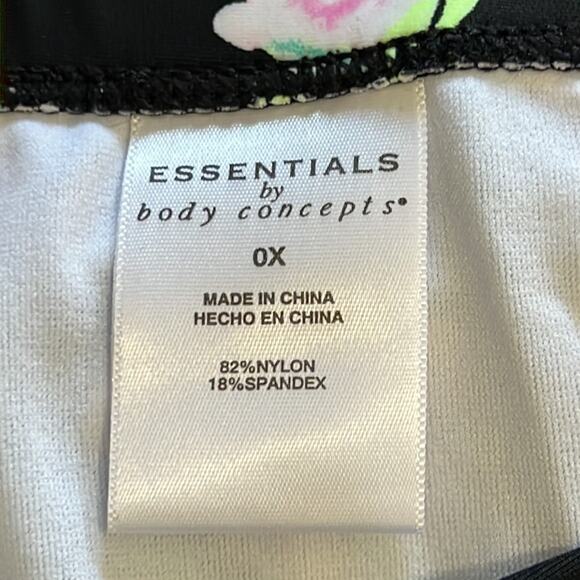 ESSENTIALS
by
body concepts®
0X
MADE IN CHINA
HECHO EN CHINA
82%NYLON
18%SPANDEX